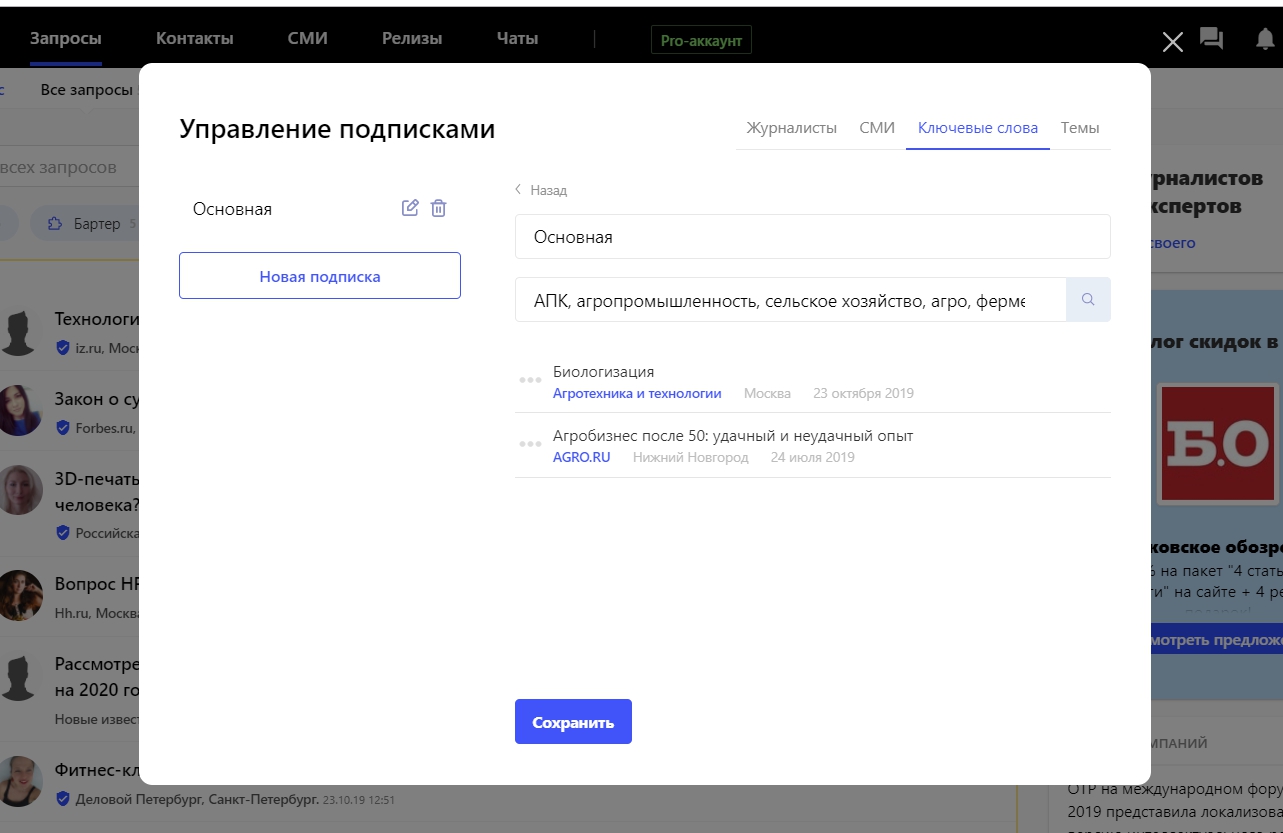 Запросы Контакты СМИ Релизы Чаты Pro-аккаунт
Все запросы
всех запросов
Бартер 5
Управление подписками
Журналисты СМИ Ключевые слова Темы
Основная
Новая подписка
Назад
Основная
АПК, агропромышленность, сельское хозяйство, агро, ферме
Биологизация
Агротехника и технологии Москва 23 октября 2019
Агробизнес после 50: удачный и неудачный опыт
AGRO.RU Нижний Новгород 24 июля 2019
Сохранить
Технологи
iz.ru, Мос
Закон о су
Forbes.ru,
3D-печать
человека?
Российска
Вопрос HR
Hh.ru, Москва
Рассмотре
на 2020 го
Новые извест
Фитнес-кл
Деловой Петербург, Санкт-Петербург. 23.10.19 12:51
рналистов
кспертов
своего
лог скидок в
Б.О
ковское обозр
% на пакет "4 стать
ти" на сайте + 4 ре
мотреть предлож
МПАНИЙ
ОТР на международном фору
2019 представила локализова